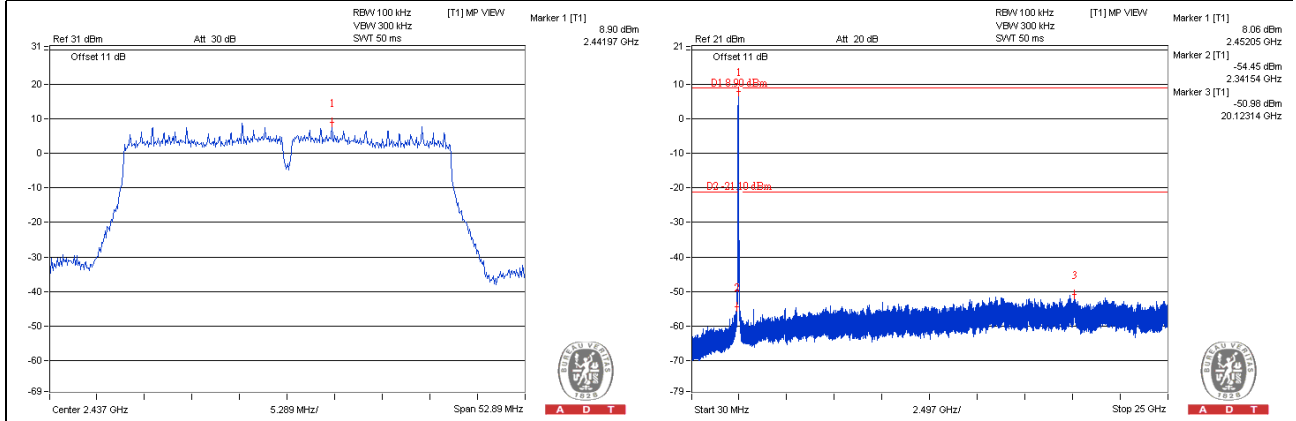 RBW 100 kHz [T1] MP VIEW
VBW 300 kHz
Ref 31 dBm Att 30 dB SWT 50 ms
Marker 1 [T1]
8.90 dBm
2.44197 GHz
31
Offset 11 dB
20
10
0
-10
-20
-30
-40
-50
-60
-69
1
Center 2.437 GHz 5.289 MHz/ Span 52.89 MHz
BUREAU VERITAS
1828
A D T
RBW 100 kHz [T1] MP VIEW
VBW 300 kHz
Ref 21 dBm Att 20 dB SWT 50 ms
Marker 1 [T1]
8.06 dBm
2.45205 GHz
Marker 2 [T1]
-54.45 dBm
2.34154 GHz
Marker 3 [T1]
-50.98 dBm
20.12314 GHz
21
Offset 11 dB
1
D1 8.90 dBm
10
0
-10
D2 -21.10 dBm
-20
-30
-40
2
3
-50
-60
-70
-79
Start 30 MHz 2.497 GHz/ Stop 25 GHz
BUREAU VERITAS
1828
A D T